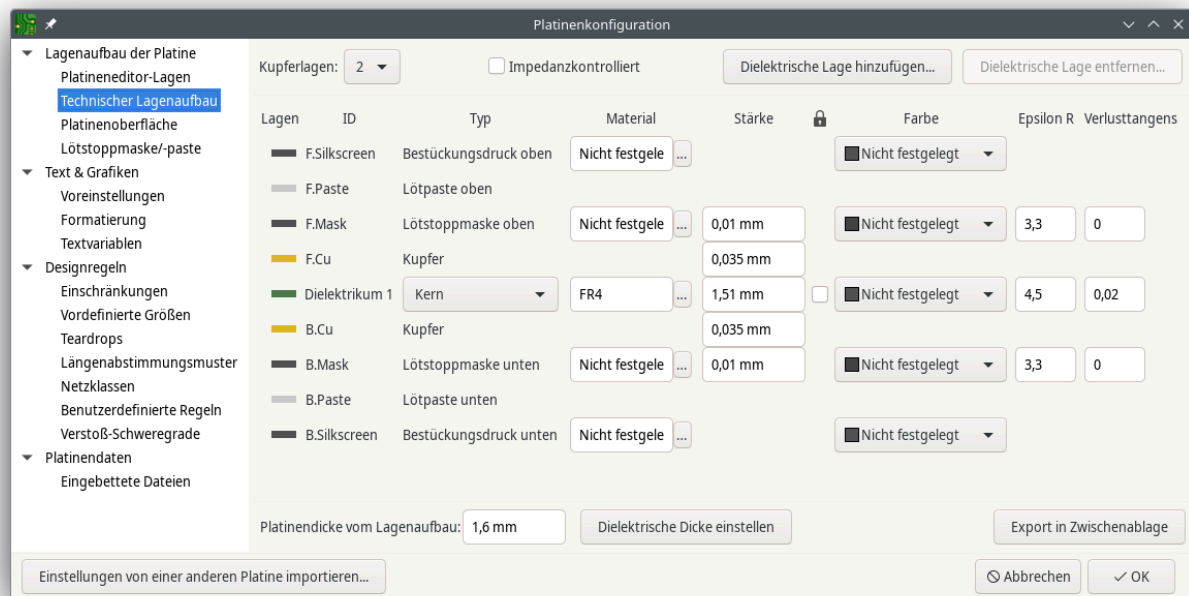 Platinenkonfiguration
Lagenaufbau der Platine
Platineneditor-Lagen
Technischer Lagenaufbau
Platinenoberfläche
Lötstoppmaske/-paste
Text & Grafiken
Voreinstellungen
Formatierung
Textvariablen
Designregeln
Einschränkungen
Vordefinierte Größen
Teardrops
Längenabstimmungsmuster
Netzklassen
Benutzerdefinierte Regeln
Verstoß-Schweregrade
Platinendaten
Eingebettete Dateien
Kupferlagen: 2 Impedanzkontrolliert Dielektrische Lage hinzufügen... Dielektrische Lage entfernen...
Lagen ID Typ Material Stärke Farbe Epsilon R Verlusttangens
F.Silkscreen Bestückungsdruck oben Nicht festgele ... Nicht festgelegt
F.Paste Lötpaste oben
F.Mask Lötstoppmaske oben Nicht festgele ... 0,01 mm Nicht festgelegt 3,3 0
F.Cu Kupfer 0,035 mm
Dielektrikum 1 Kern FR4 ... 1,51 mm Nicht festgelegt 4,5 0,02
B.Cu Kupfer 0,035 mm
B.Mask Lötstoppmaske unten Nicht festgele ... 0,01 mm Nicht festgelegt 3,3 0
B.Paste Lötpaste unten
B.Silkscreen Bestückungsdruck unten Nicht festgele ... Nicht festgelegt
Platinendicke vom Lagenaufbau: 1,6 mm Dielektrische Dicke einstellen Export in Zwischenablage
Einstellungen von einer anderen Platine importieren... Abbrechen OK